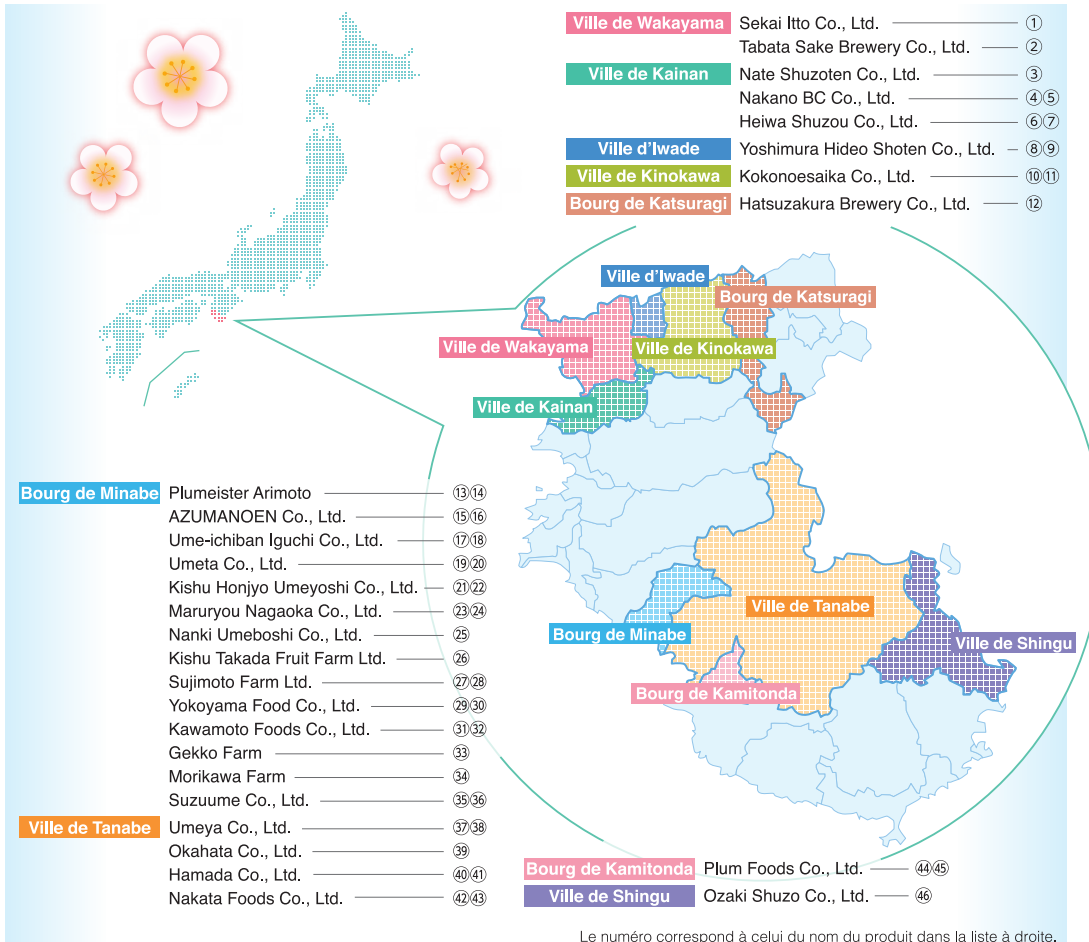 Ville de Wakayama Sekai Itto Co., Ltd. ①
Tabata Sake Brewery Co., Ltd. ②
Ville de Kainan Nate Shuzoten Co., Ltd. ③
Nakano BC Co., Ltd. ④⑤
Heiwa Shuzou Co., Ltd. ⑥⑦
Ville d'Iwade Yoshimura Hideo Shoten Co., Ltd. ⑧⑨
Ville de Kinokawa Kokonoesaika Co., Ltd. ⑩⑪
Bourg de Katsuragi Hatsuzakura Brewery Co., Ltd. ⑫
Ville d'Iwade
Bourg de Katsuragi
Ville de Wakayama
Ville de Kinokawa
Ville de Kainan
Bourg de Minabe Plumeister Arimoto ⑬⑭
AZUMANOEN Co., Ltd. ⑮⑯
Ume-ichiban Iguchi Co., Ltd. ⑰⑱
Umeta Co., Ltd. ⑲⑳
Kishu Honjyo Umeyoshi Co., Ltd. ㉑㉒
Maruryou Nagaoka Co., Ltd. ㉓㉔
Nanki Umeboshi Co., Ltd. ㉕
Kishu Takada Fruit Farm Ltd. ㉖
Sujimoto Farm Ltd. ㉗㉘
Yokoyama Food Co., Ltd. ㉙㉚
Kawamoto Foods Co., Ltd. ㉛㉜
Gekko Farm ㉝
Morikawa Farm ㉞
Suzuume Co., Ltd. ㉟㊱
Ville de Tanabe Umeya Co., Ltd. ㊲㊳
Okahata Co., Ltd. ㊴
Hamada Co., Ltd. ㊵㊶
Nakata Foods Co., Ltd. ㊷㊸
Ville de Tanabe
Bourg de Minabe
Ville de Shingu
Bourg de Kamitonda
Bourg de Kamitonda Plum Foods Co., Ltd. ㊹㊺
Ville de Shingu Ozaki Shuzo Co., Ltd. ㊻
Le numéro correspond à celui du nom du produit dans la liste à droite.